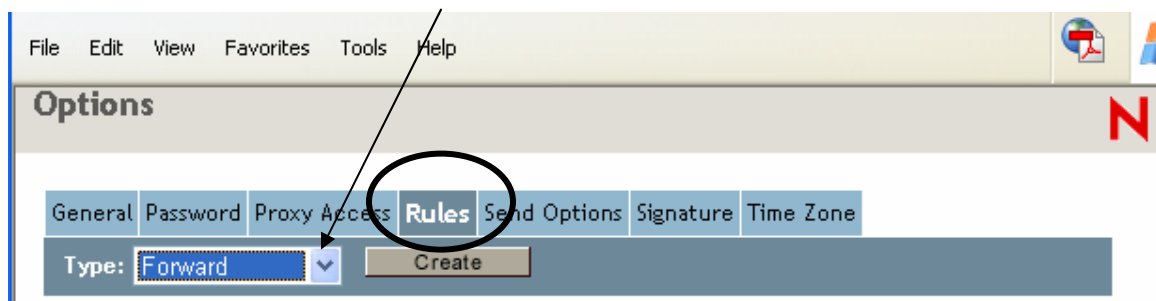 File Edit View Favorites Tools Help
Options
N
General Password Proxy Access Rules Send Options Signature Time Zone
Type: Forward Create